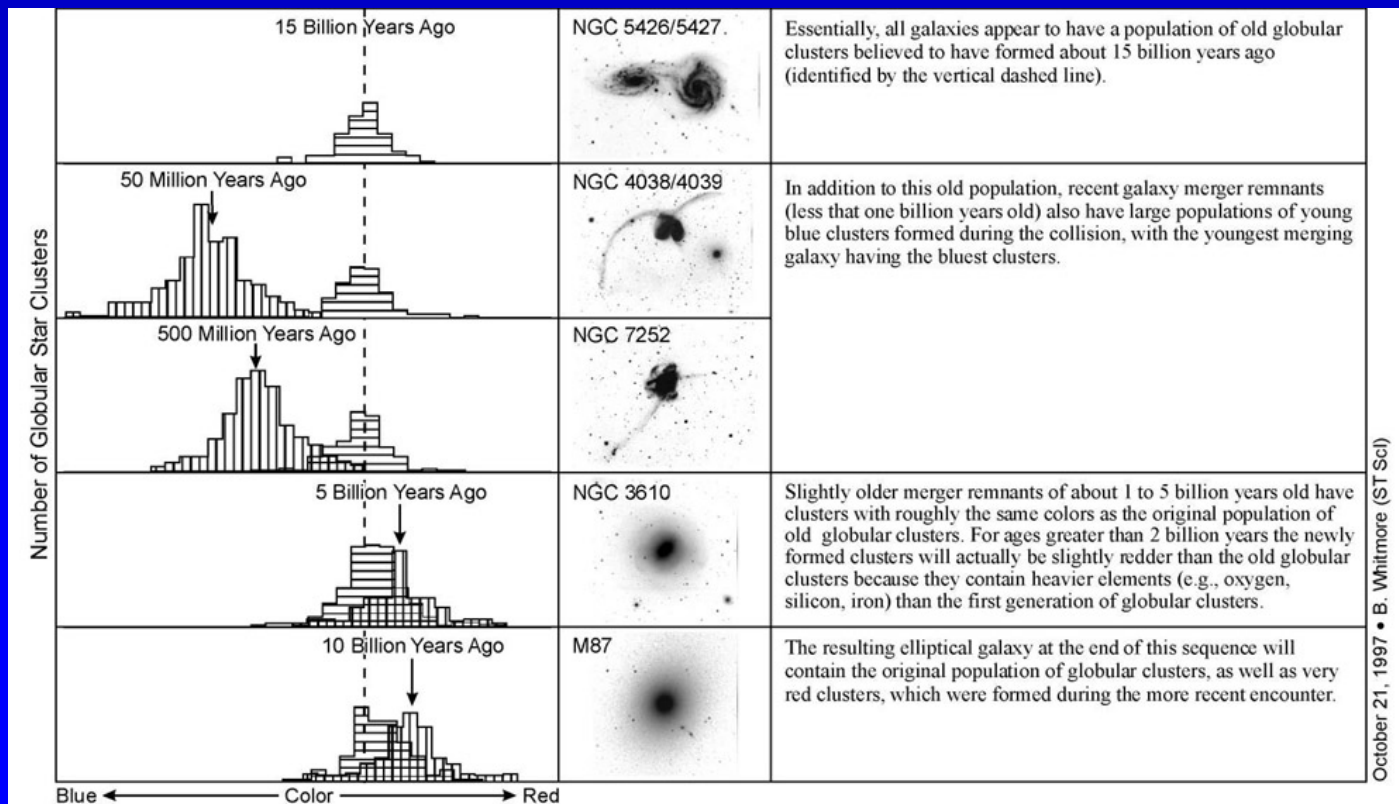 Number of Globular Star Clusters
15 Billion Years Ago
NGC 5426/5427
Essentially, all galaxies appear to have a population of old globular
clusters believed to have formed about 15 billion years ago
(identified by the vertical dashed line).
50 Million Years Ago
NGC 4038/4039
In addition to this old population, recent galaxy merger remnants
(less that one billion years old) also have large populations of young
blue clusters formed during the collision, with the youngest merging
galaxy having the bluest clusters.
500 Million Years Ago
NGC 7252
5 Billion Years Ago
NGC 3610
Slightly older merger remnants of about 1 to 5 billion years old have
clusters with roughly the same colors as the original population of
old globular clusters. For ages greater than 2 billion years the newly
formed clusters will actually be slightly redder than the old globular
clusters because they contain heavier elements (e.g., oxygen,
silicon, iron) than the first generation of globular clusters.
10 Billion Years Ago
M87
The resulting elliptical galaxy at the end of this sequence will
contain the original population of globular clusters, as well as very
red clusters, which were formed during the more recent encounter.
Blue Color Red
October 21, 1997 • B. Whitmore (ST ScI)